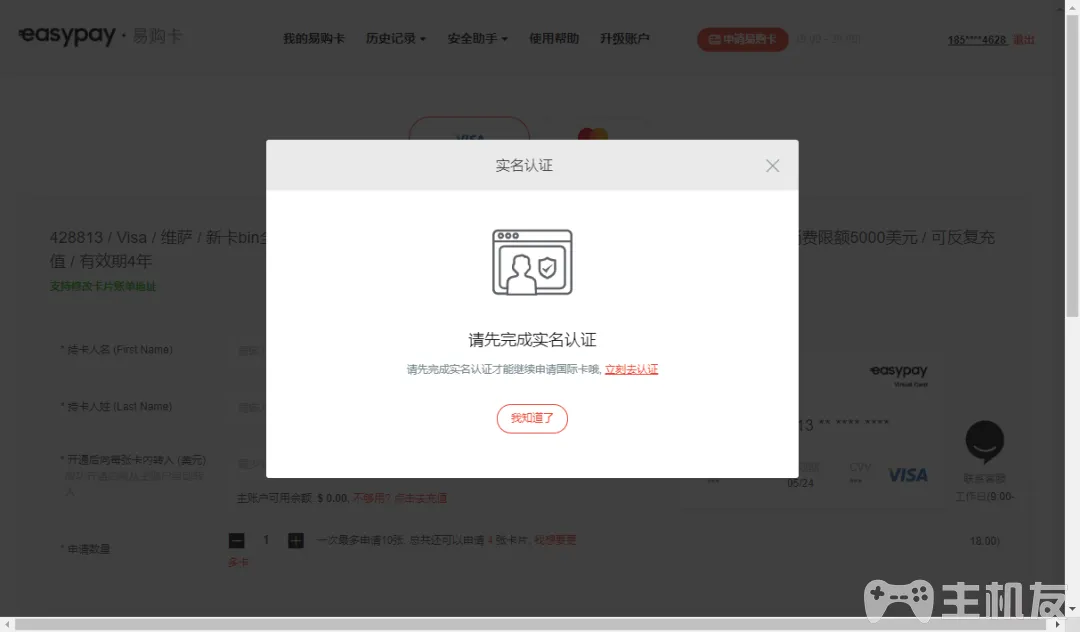 easypay · 易购卡
我的易购卡 历史记录 安全助手 使用帮助 升级账户
申请易购卡
185****4628 退出
VISA
实名认证
428813 / Visa / 维萨 / 新卡bin
费限额5000美元 / 可反复充
值 / 有效期4年
支持修改卡片账单地址
请先完成实名认证
* 持卡人名 (First Name)
请先完成实名认证才能继续申请国际卡哦, 立刻去认证
easypay
Virtual Card
* 持卡人姓 (Last Name)
我知道了
13 ** **** ****
* 开通后向每张卡内转入 (美元)
CVV
***
05/24
***
VISA
联系客服
工作日(9:00-
18:00)
主账户可用余额: $ 0.00, 不够用? 点击去充值
* 申请数量
1
一次最多申请10张, 总共还可以申请 4 张卡片, 我想要更
多卡
主机友